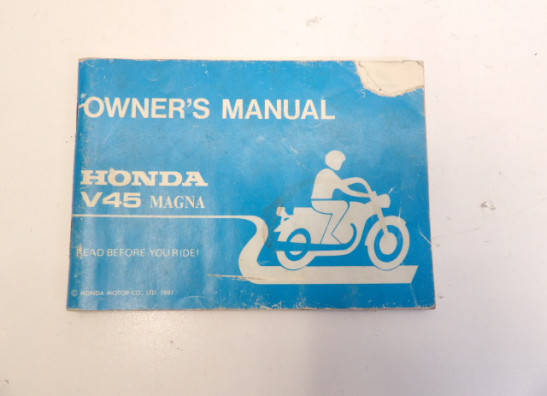 OWNER'S MANUAL
HONDA
V45 MAGNA
READ BEFORE YOU RIDE!
© HONDA MOTOR CO., LTD. 1981